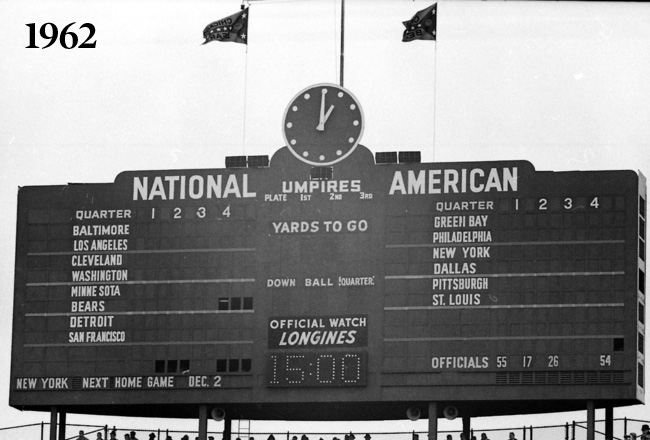 1962
NATIONAL UMPIRES AMERICAN
PLATE 1ST 2ND 3RD
QUARTER 1 2 3 4
BALTIMORE
LOS ANGELES
CLEVELAND
WASHINGTON
MINNESOTA
BEARS
DETROIT
SAN FRANCISCO
NEW YORK NEXT HOME GAME DEC. 2
YARDS TO GO
DOWN BALL QUARTER
OFFICIAL WATCH
LONGINES
15:00
QUARTER 1 2 3 4
GREEN BAY
PHILADELPHIA
NEW YORK
DALLAS
PITTSBURGH
ST. LOUIS
OFFICIALS 55 17 26 54